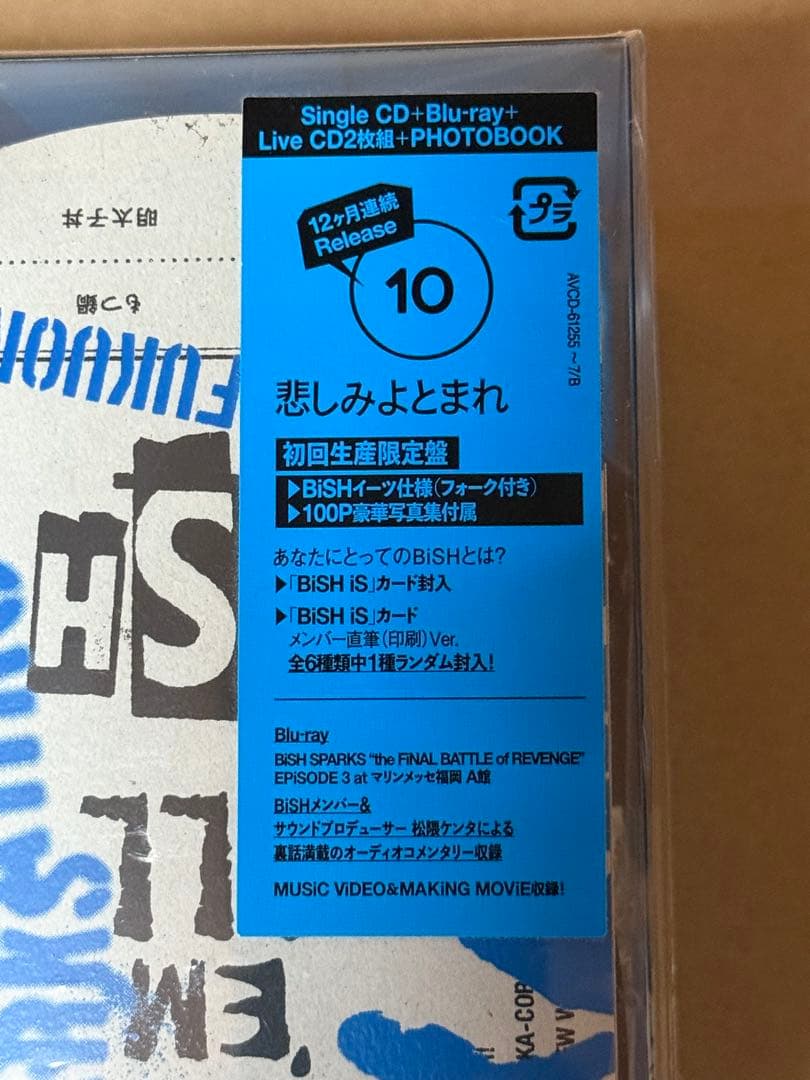 Single CD+Blu-ray+
Live CD2枚組+PHOTOBOOK
12ヶ月連続
Release
10
プラ
AVCD-61255～7/B
悲しみよとまれ
初回生産限定盤
▶BiSHイーツ仕様(フォーク付き)
▶100P豪華写真集付属
あなたにとってのBiSHとは?
▶「BiSH iS」カード封入
▶「BiSH iS」カード
メンバー直筆(印刷)Ver.
全6種類中1種ランダム封入!
Blu-ray
BiSH SPARKS “the FiNAL BATTLE of REVENGE”
EPiSODE 3 at マリンメッセ福岡 A館
BiSHメンバー&
サウンドプロデューサー 松隈ケンタによる
裏話満載のオーディオコメンタリー収録
MUSiC ViDEO&MAKiNG MOViE収録!
明太子丼
もつ鍋
FUKUO
SH
LL
'EM
KA-COR
EW W